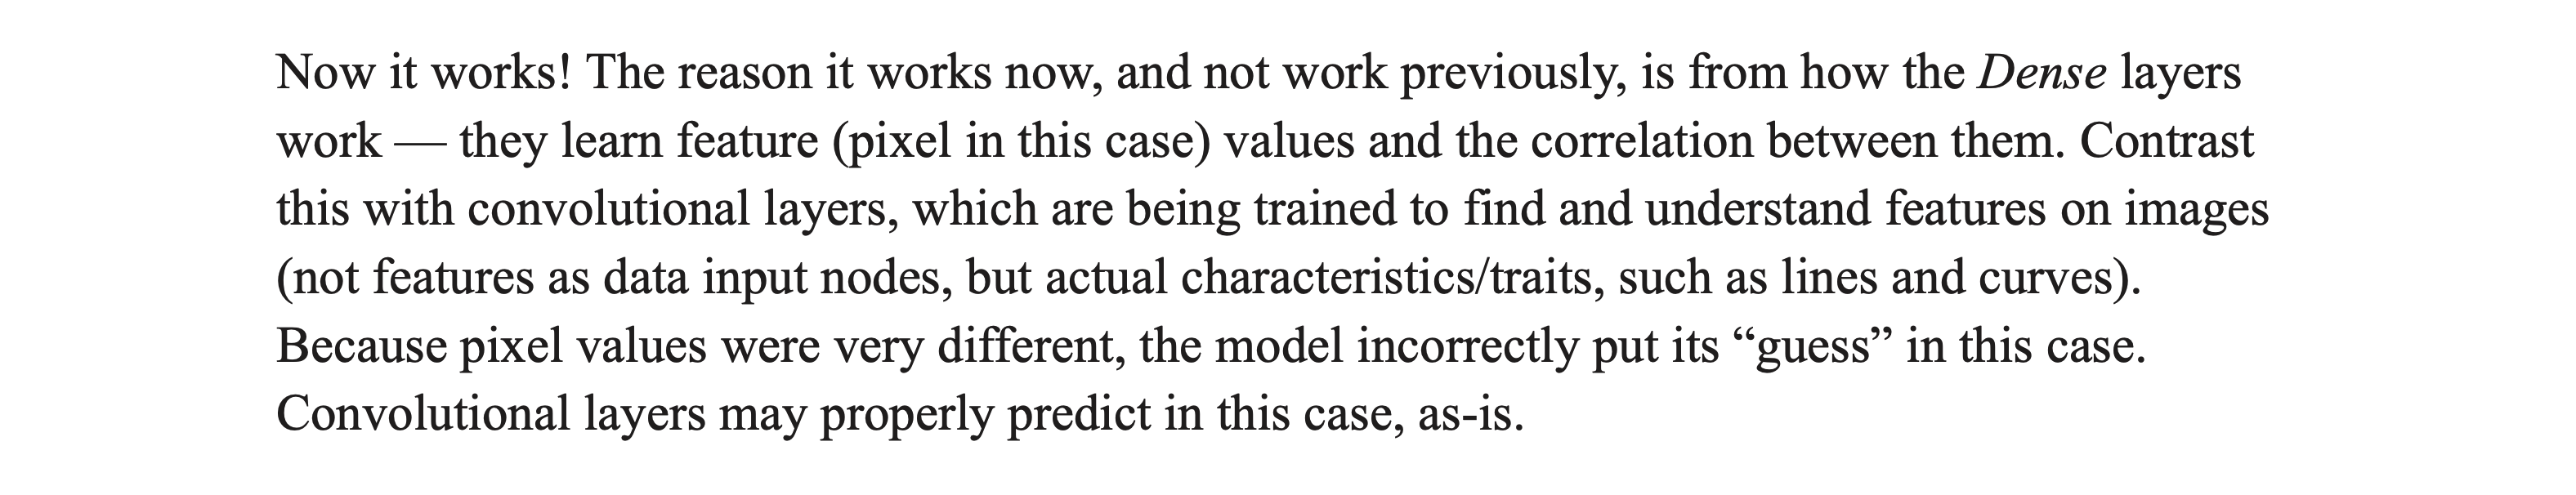 Now it works! The reason it works now, and not work previously, is from how the Dense layers
work — they learn feature (pixel in this case) values and the correlation between them. Contrast
this with convolutional layers, which are being trained to find and understand features on images
(not features as data input nodes, but actual characteristics/traits, such as lines and curves).
Because pixel values were very different, the model incorrectly put its “guess” in this case.
Convolutional layers may properly predict in this case, as-is.